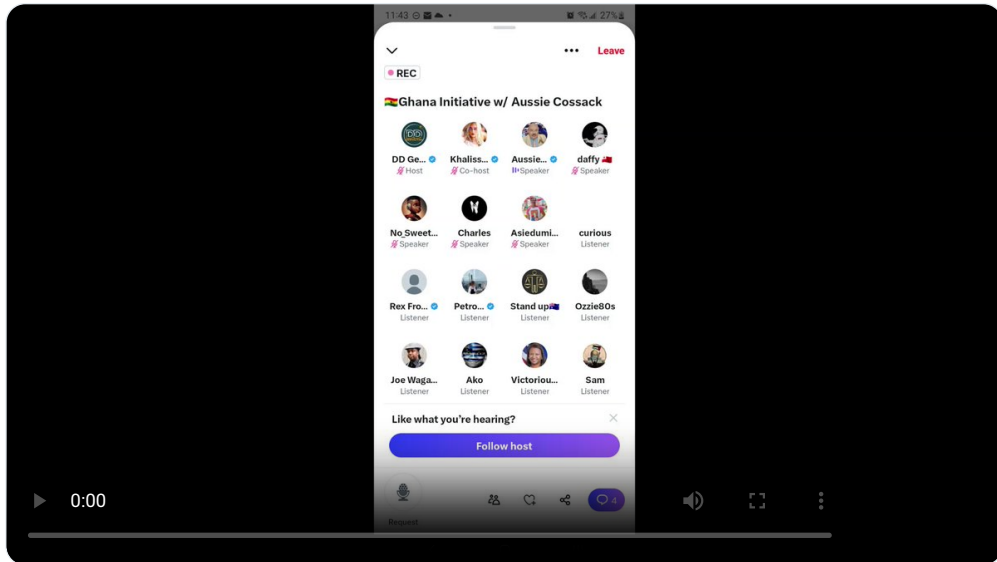 11:43
27%
Leave
REC
🇬🇭Ghana Initiative w/ Aussie Cossack
DD Ge... Khaliss... Aussie... daffy
Host Co-host Speaker Speaker
No_Sweet... Charles Asiedumi... curious
Speaker Speaker Speaker Listener
Rex Fro... Petro... Stand up Ozzie80s
Listener Listener Listener Listener
Joe Waga... Ako Victoriou... Sam
Listener Listener Listener Listener
Like what you're hearing?
Follow host
0:00
4
Request